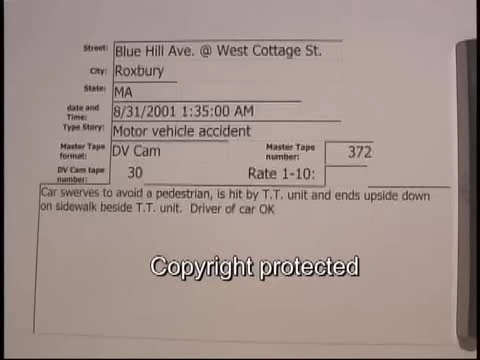 Street: Blue Hill Ave. @ West Cottage St.
City: Roxbury
State: MA
date and Time: 8/31/2001 1:35:00 AM
Type Story: Motor vehicle accident
Master Tape format: DV Cam Master Tape number: 372
DV Cam tape number: 30 Rate 1-10:
Car swerves to avoid a pedestrian, is hit by T.T. unit and ends upside down
on sidewalk beside T.T. unit. Driver of car OK
Copyright protected